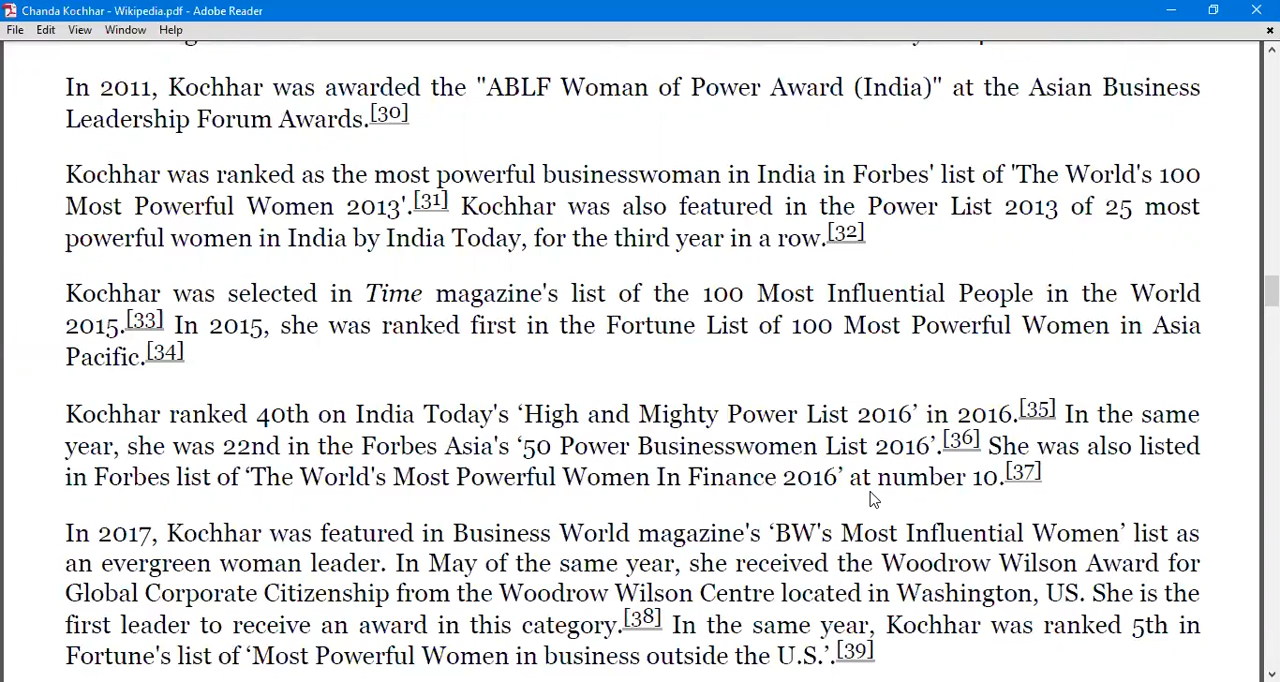 Chanda Kochhar - Wikipedia.pdf - Adobe Reader
File Edit View Window Help
In 2011, Kochhar was awarded the "ABLF Woman of Power Award (India)" at the Asian Business
Leadership Forum Awards.[30]
Kochhar was ranked as the most powerful businesswoman in India in Forbes' list of 'The World's 100
Most Powerful Women 2013'.[31] Kochhar was also featured in the Power List 2013 of 25 most
powerful women in India by India Today, for the third year in a row.[32]
Kochhar was selected in Time magazine's list of the 100 Most Influential People in the World
2015.[33] In 2015, she was ranked first in the Fortune List of 100 Most Powerful Women in Asia
Pacific.[34]
Kochhar ranked 40th on India Today's ‘High and Mighty Power List 2016’ in 2016.[35] In the same
year, she was 22nd in the Forbes Asia's ‘50 Power Businesswomen List 2016’.[36] She was also listed
in Forbes list of ‘The World's Most Powerful Women In Finance 2016’ at number 10.[37]
In 2017, Kochhar was featured in Business World magazine's ‘BW's Most Influential Women’ list as
an evergreen woman leader. In May of the same year, she received the Woodrow Wilson Award for
Global Corporate Citizenship from the Woodrow Wilson Centre located in Washington, US. She is the
first leader to receive an award in this category.[38] In the same year, Kochhar was ranked 5th in
Fortune's list of ‘Most Powerful Women in business outside the U.S.’.[39]